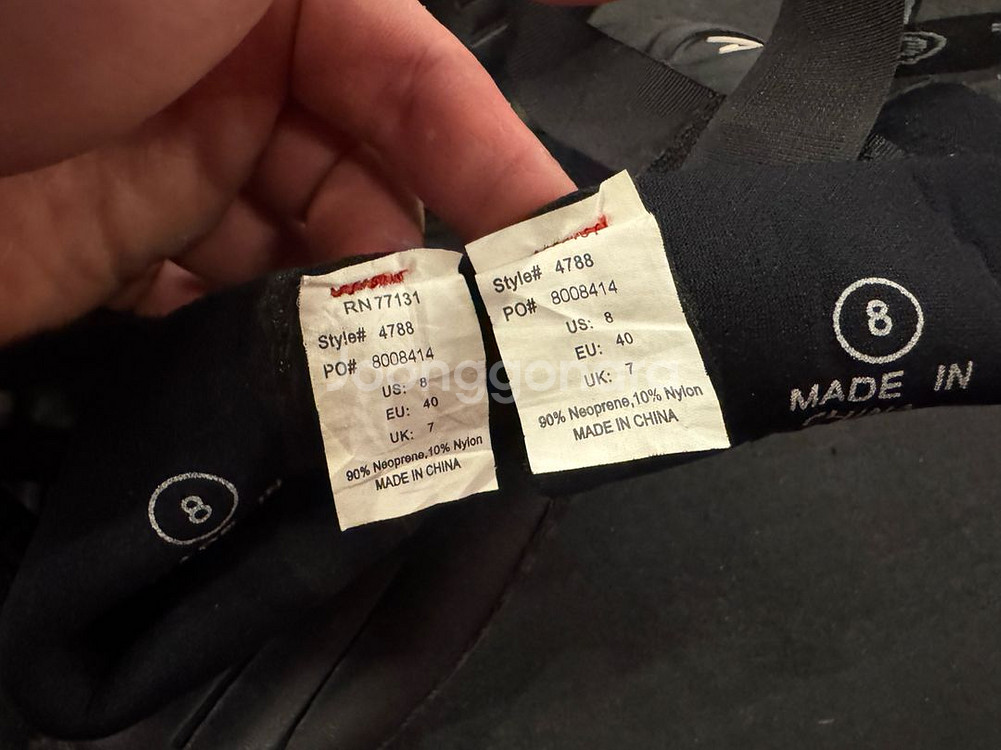 RN 77131
Style# 4788
PO# 8008414
US: 8
EU: 40
UK: 7
90% Neoprene,10% Nylon
MADE IN CHINA
Style# 4788
PO# 8008414
US: 8
EU: 40
UK: 7
90% Neoprene,10% Nylon
MADE IN CHINA
8
MADE IN
CHINA
8